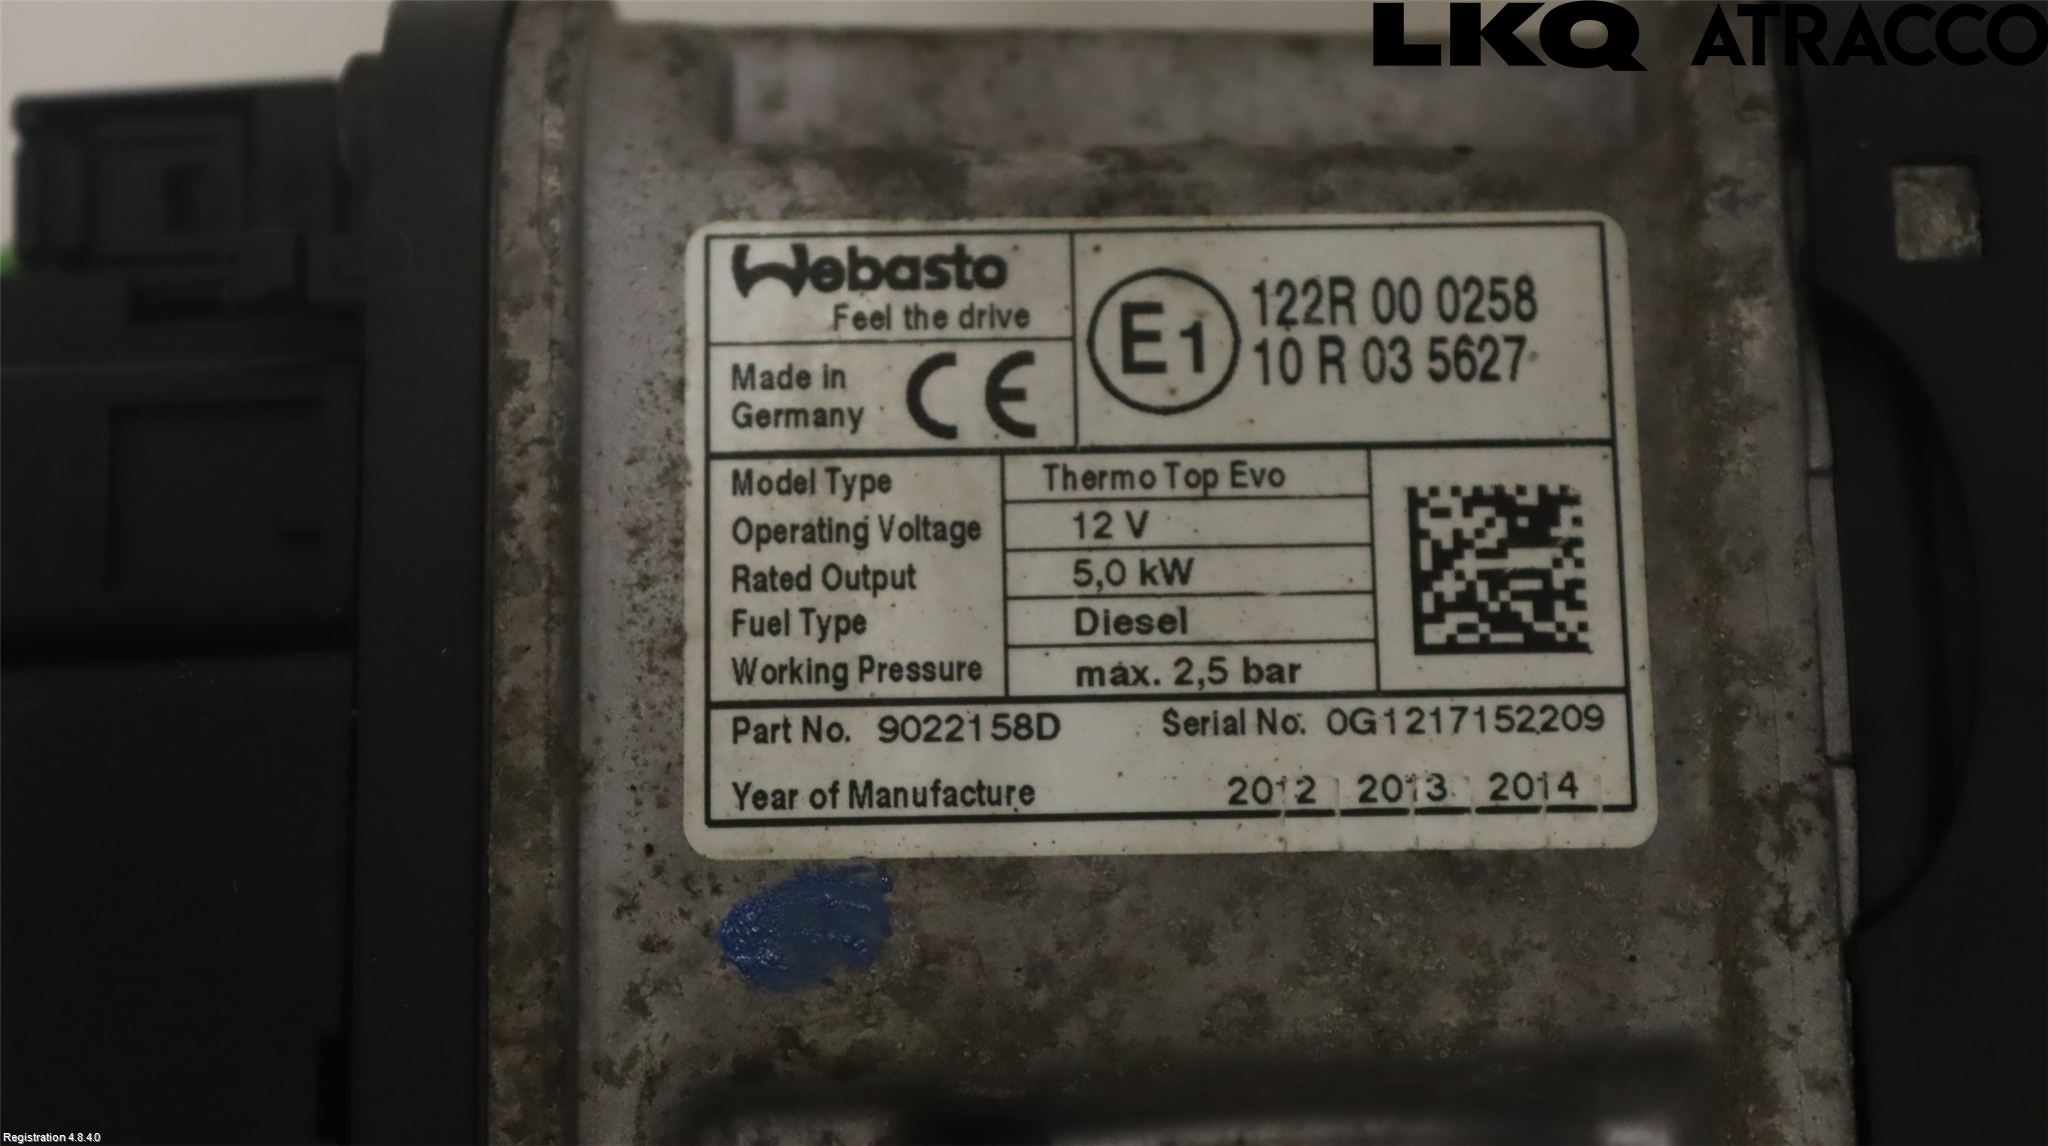 LKQ ATRACCO
Webasto
Feel the drive
Made in
Germany
CE
E1
122R 00 0258
10 R 03 5627
Model Type Thermo Top Evo
Operating Voltage 12 V
Rated Output 5,0 kW
Fuel Type Diesel
Working Pressure max. 2,5 bar
Part No. 9022158D Serial No. 0G1217152209
Year of Manufacture 2012 2013 2014
Registration 4.8.4.0